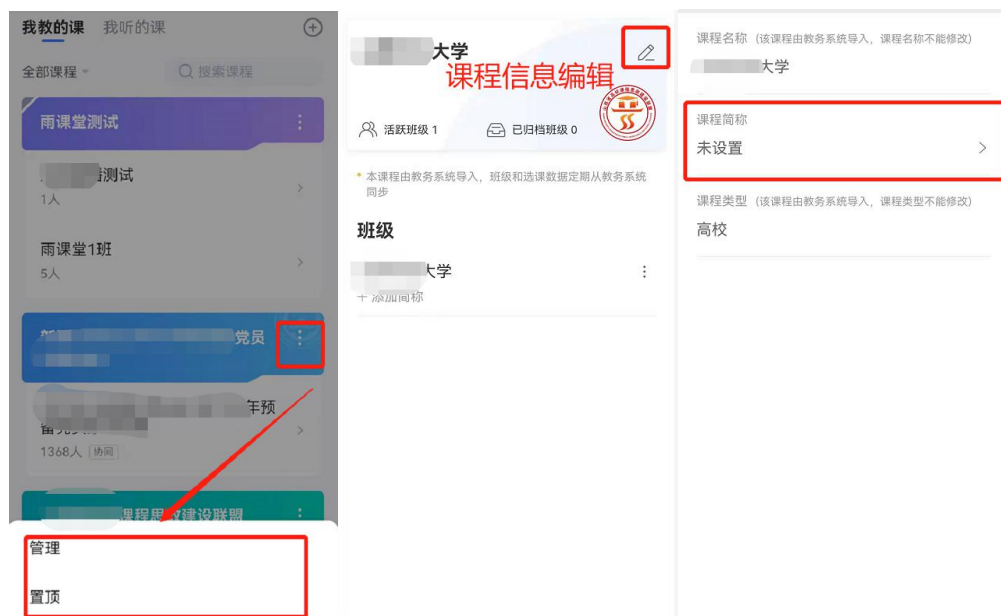 我教的课 我听的课
全部课程
搜索课程
雨课堂测试
测试
1人
雨课堂1班
5人
党员
年预
1368人 协同
课程思政建设联盟
管理
置顶
大学
课程信息编辑
活跃班级 1 已归档班级 0
* 本课程由教务系统导入，班级和选课数据定期从教务系统
同步
班级
大学
+ 添加简称
课程名称（该课程由教务系统导入，课程名称不能修改）
大学
课程简称
未设置
课程类型（该课程由教务系统导入，课程类型不能修改）
高校